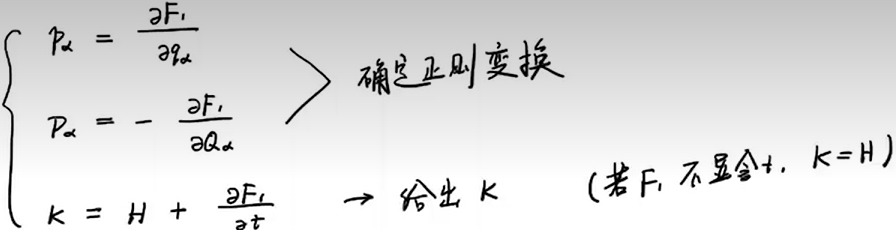 p_α = ∂F₁/∂q_α
P_α = - ∂F₁/∂Q_α
> 确定正则变换
K = H + ∂F₁/∂t → 给出 K (若 F₁ 不显含 t, K = H)